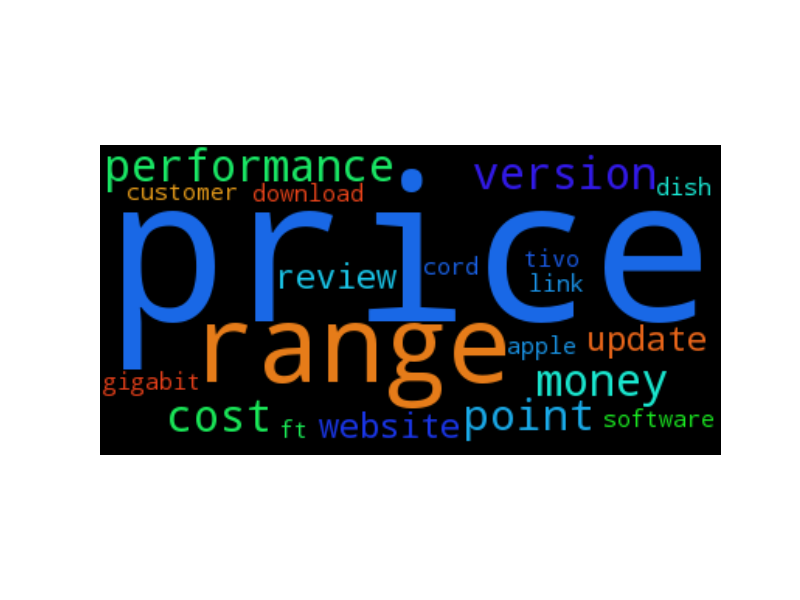 performance version
customer download dish
price
review cord tivo
link
range apple update
gigabit money
cost ft website point software